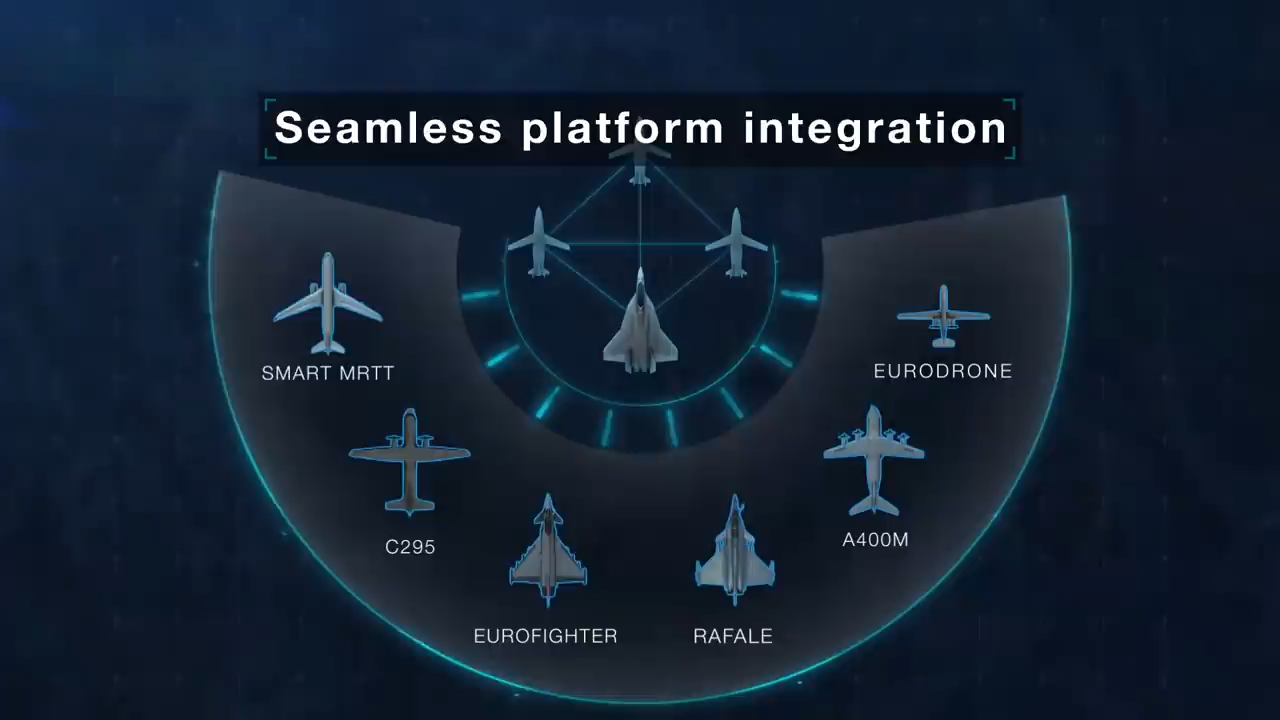 Seamless platform integration
SMART MRTT
EURODRONE
C295
A400M
EUROFIGHTER
RAFALE